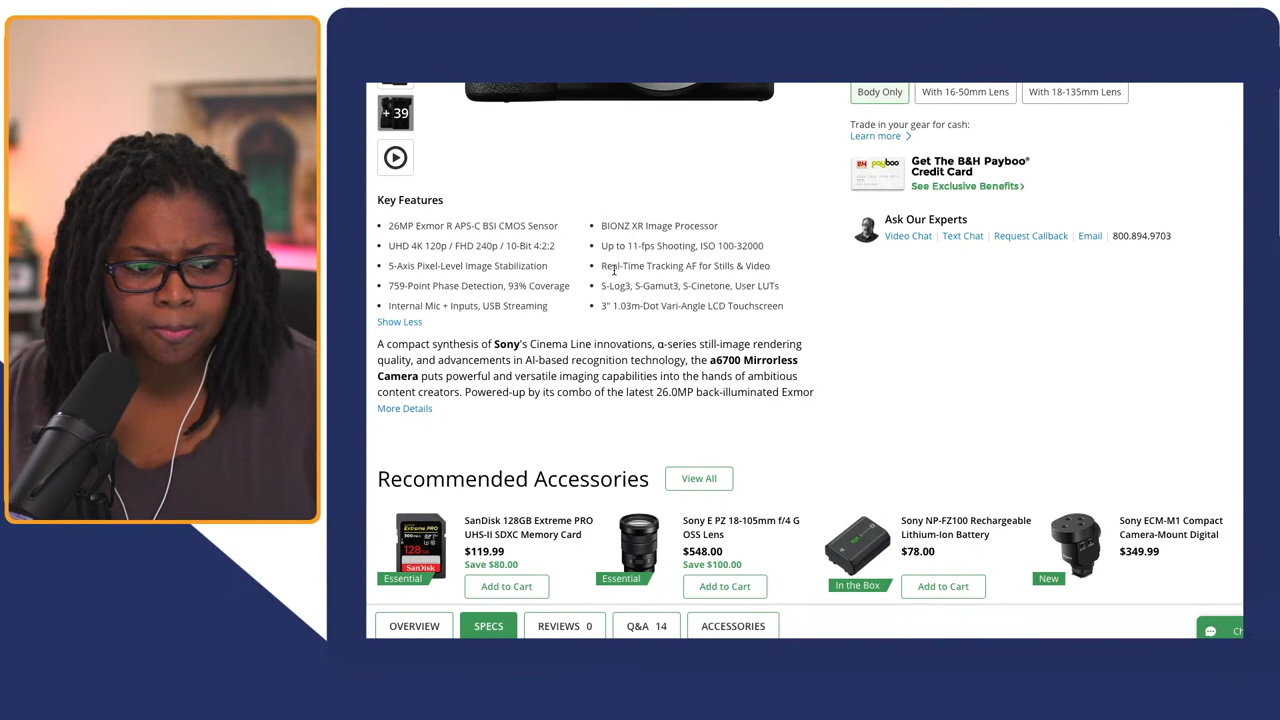 + 39
Key Features
26MP Exmor R APS-C BSI CMOS Sensor
UHD 4K 120p / FHD 240p / 10-Bit 4:2:2
5-Axis Pixel-Level Image Stabilization
759-Point Phase Detection, 93% Coverage
Internal Mic + Inputs, USB Streaming
BIONZ XR Image Processor
Up to 11-fps Shooting, ISO 100-32000
Real-Time Tracking AF for Stills & Video
S-Log3, S-Gamut3, S-Cinetone, User LUTs
3" 1.03m-Dot Vari-Angle LCD Touchscreen
Show Less
A compact synthesis of Sony's Cinema Line innovations, α-series still-image rendering
quality, and advancements in AI-based recognition technology, the a6700 Mirrorless
Camera puts powerful and versatile imaging capabilities into the hands of ambitious
content creators. Powered-up by its combo of the latest 26.0MP back-illuminated Exmor
More Details
Body Only
With 16-50mm Lens
With 18-135mm Lens
Trade in your gear for cash:
Learn more >
payboo
Get The B&H Payboo®
Credit Card
See Exclusive Benefits>
Ask Our Experts
Video Chat | Text Chat | Request Callback | Email | 800.894.9703
Recommended Accessories
View All
Extreme PRO
300
128
SanDisk
Essential
SanDisk 128GB Extreme PRO
UHS-II SDXC Memory Card
$119.99
Save $80.00
Add to Cart
Essential
Sony E PZ 18-105mm f/4 G
OSS Lens
$548.00
Save $100.00
Add to Cart
In the Box
Sony NP-FZ100 Rechargeable
Lithium-Ion Battery
$78.00
Add to Cart
New
Sony ECM-M1 Compact
Camera-Mount Digital
$349.99
OVERVIEW
SPECS
REVIEWS 0
Q&A 14
ACCESSORIES
Ch